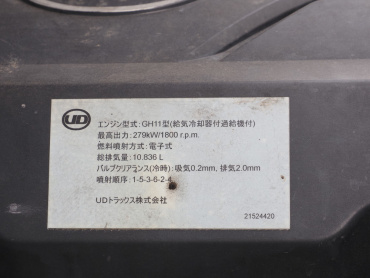 UD
エンジン型式: GH11型(給気冷却器付過給機付)
最高出力: 279kW/1800 r.p.m.
燃料噴射方式: 電子式
総排気量: 10.836 L
バルブクリアランス(冷時): 吸気0.2mm, 排気2.0mm
噴射順序: 1-5-3-6-2-4
UDトラックス株式会社
21524420